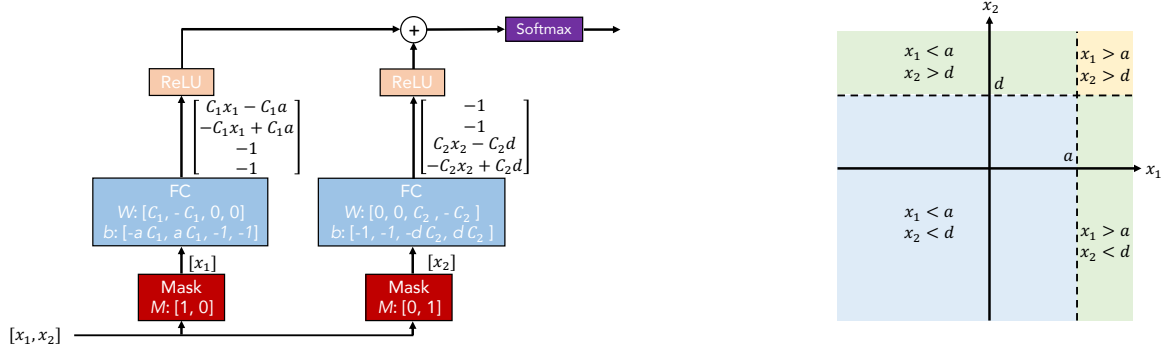 +
Softmax
ReLU
ReLU
C₁x₁ − C₁a
−C₁x₁ + C₁a
−1
−1
−1
−1
C₂x₂ − C₂d
−C₂x₂ + C₂d
FC
W: [C₁, - C₁, 0, 0]
b: [-a C₁, a C₁, -1, -1]
FC
W: [0, 0, C₂ , - C₂ ]
b: [-1, -1, -d C₂, d C₂ ]
[x₁]
[x₂]
Mask
M: [1, 0]
Mask
M: [0, 1]
[x₁, x₂]
x₂
x₁ < a
x₂ > d
x₁ > a
x₂ > d
d
a
x₁
x₁ < a
x₂ < d
x₁ > a
x₂ < d